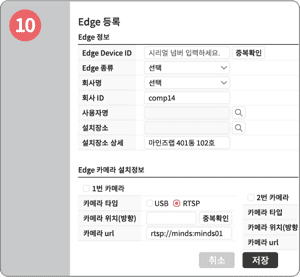 10
Edge 등록
Edge 정보
Edge Device ID 시리얼 넘버 입력하세요. 중복확인
Edge 종류 선택
회사명 선택
회사 ID comp14
사용자명
설치장소
설치장소 상세 마인즈랩 401동 102호
Edge 카메라 설치정보
1번 카메라 2번 카메라
카메라 타입 USB RTSP 카메라 타입
카메라 위치(방향) 중복확인 카메라 위치(방향
카메라 url rtsp://minds:minds01 카메라 url
취소 저장